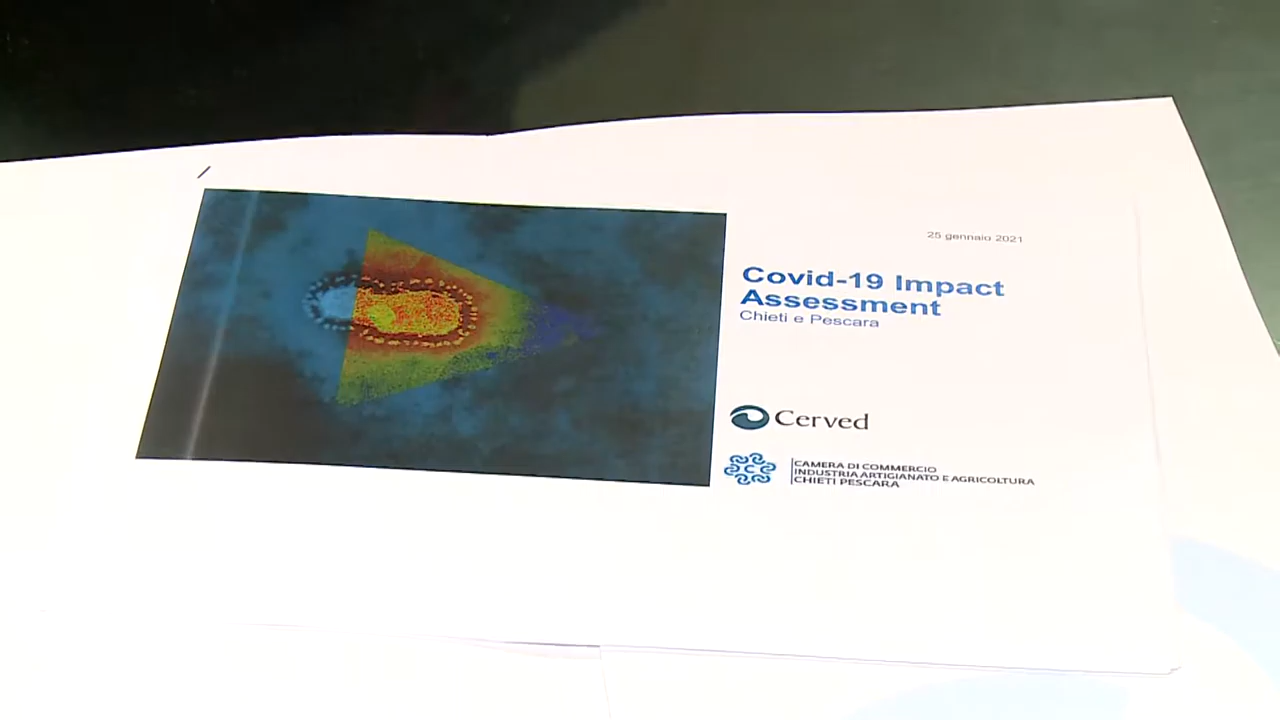 25 gennaio 2021
Covid-19 Impact
Assessment
Chieti e Pescara
Cerved
CAMERA DI COMMERCIO
INDUSTRIA ARTIGIANATO E AGRICOLTURA
CHIETI PESCARA